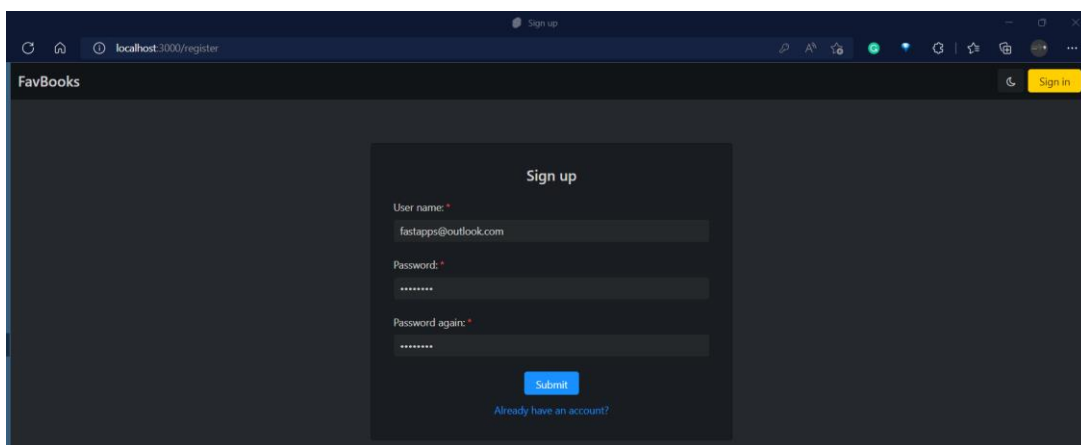 Sign up
localhost:3000/register
FavBooks
Sign in
Sign up
User name: *
fastapps@outlook.com
Password: *
••••••••
Password again: *
••••••••
Submit
Already have an account?